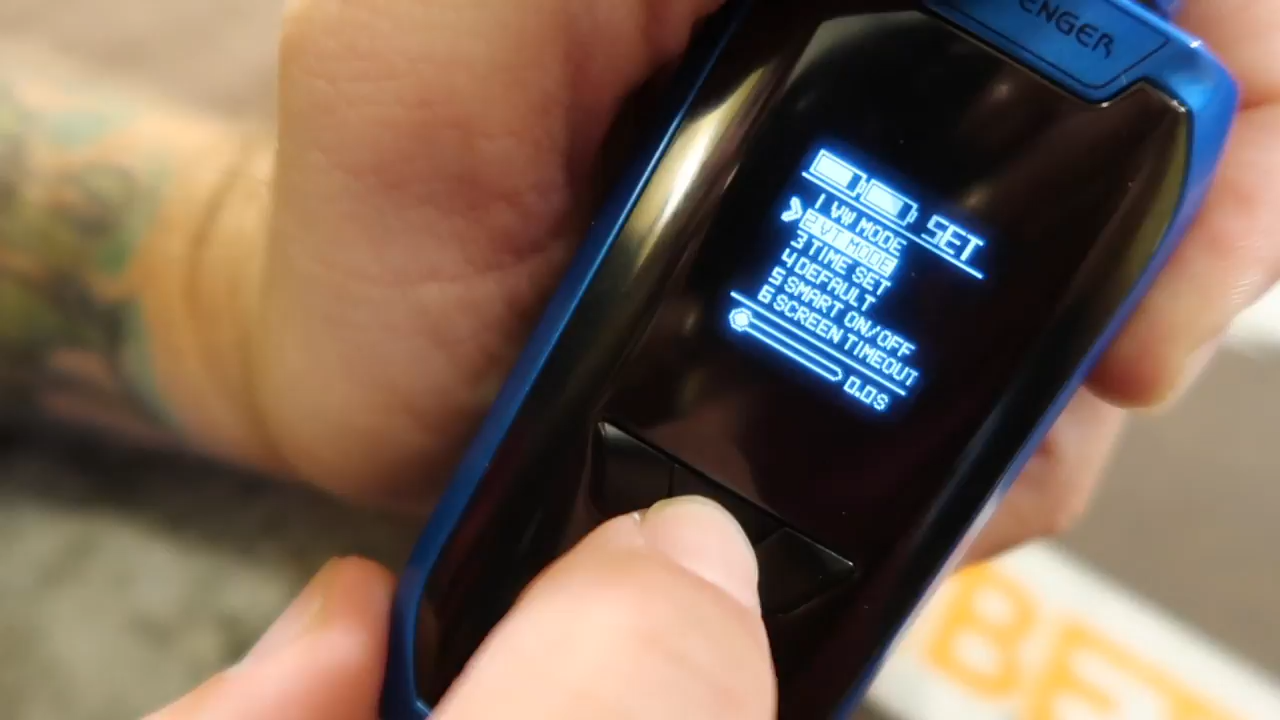 ENGER
SET
1 VW MODE
2 VT MODE
3 TIME SET
4 DEFAULT
5 SMART ON/OFF
6 SCREEN TIMEOUT
0.0S
BET